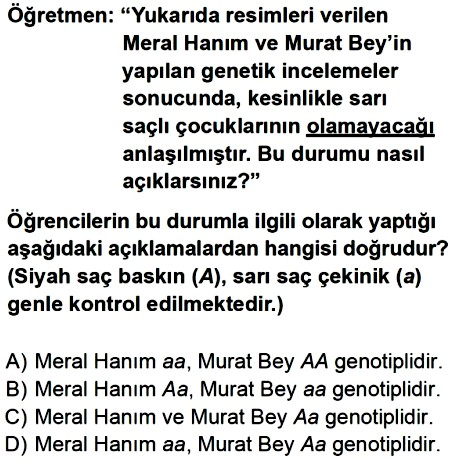 Öğretmen: “Yukarıda resimleri verilen
Meral Hanım ve Murat Bey’in
yapılan genetik incelemeler
sonucunda, kesinlikle sarı
saçlı çocuklarının olamayacağı
anlaşılmıştır. Bu durumu nasıl
açıklarsınız?”
Öğrencilerin bu durumla ilgili olarak yaptığı
aşağıdaki açıklamalardan hangisi doğrudur?
(Siyah saç baskın (A), sarı saç çekinik (a)
genle kontrol edilmektedir.)
A) Meral Hanım aa, Murat Bey AA genotiplidir.
B) Meral Hanım Aa, Murat Bey aa genotiplidir.
C) Meral Hanım ve Murat Bey Aa genotiplidir.
D) Meral Hanım aa, Murat Bey Aa genotiplidir.